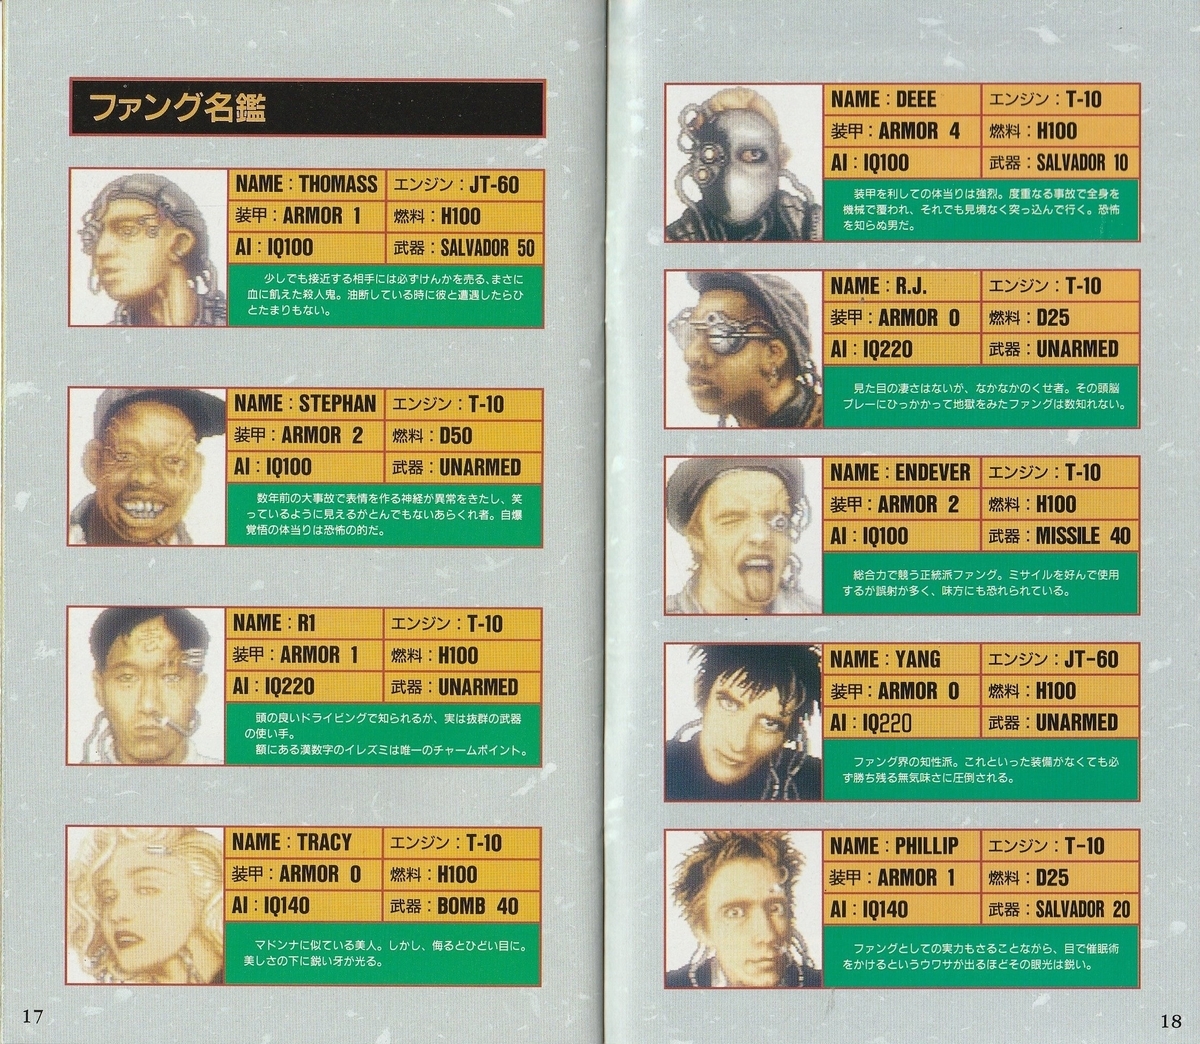 ファング名鑑
NAME：THOMASS エンジン：JT-60
装甲：ARMOR 1 燃料：H100
AI：IQ100 武器：SALVADOR 50
少しでも接近する相手には必ずけんかを売る、まさに
血に飢えた殺人鬼。油断している時に彼と遭遇したらひ
とたまりもない。
NAME：STEPHAN エンジン：T-10
装甲：ARMOR 2 燃料：D50
AI：IQ100 武器：UNARMED
数年前の大事故で表情を作る神経が異常をきたし、笑
っているように見えるがとんでもないあらくれ者。自爆
覚悟の体当りは恐怖の的だ。
NAME：R1 エンジン：T-10
装甲：ARMOR 1 燃料：H100
AI：IQ220 武器：UNARMED
頭の良いドライビングで知られるが、実は抜群の武器
の使い手。
額にある漢数字のイレズミは唯一のチャームポイント。
NAME：TRACY エンジン：T-10
装甲：ARMOR 0 燃料：H100
AI：IQ140 武器：BOMB 40
マドンナに似ている美人。しかし、侮るとひどい目に。
美しさの下に鋭い牙が光る。
17
NAME：DEEE エンジン：T-10
装甲：ARMOR 4 燃料：H100
AI：IQ100 武器：SALVADOR 10
装甲を利しての体当りは強烈。度重なる事故で全身を
機械で覆われ、それでも見境なく突っ込んで行く。恐怖
を知らぬ男だ。
NAME：R.J. エンジン：T-10
装甲：ARMOR 0 燃料：D25
AI：IQ220 武器：UNARMED
見た目の凄さはないが、なかなかのくせ者。その頭脳
プレーにひっかかって地獄をみたファングは数知れない。
NAME：ENDEVER エンジン：T-10
装甲：ARMOR 2 燃料：H100
AI：IQ100 武器：MISSILE 40
総合力で競う正統派ファング。ミサイルを好んで使用
するが誤射が多く、味方にも恐れられている。
NAME：YANG エンジン：JT-60
装甲：ARMOR 0 燃料：H100
AI：IQ220 武器：UNARMED
ファング界の知性派。これといった装備がなくても必
ず勝ち残る無気味さに圧倒される。
NAME：PHILLIP エンジン：T-10
装甲：ARMOR 1 燃料：D25
AI：IQ140 武器：SALVADOR 20
ファングとしての実力もさることながら、目で催眠術
をかけるというウワサが出るほどその眼光は鋭い。
18